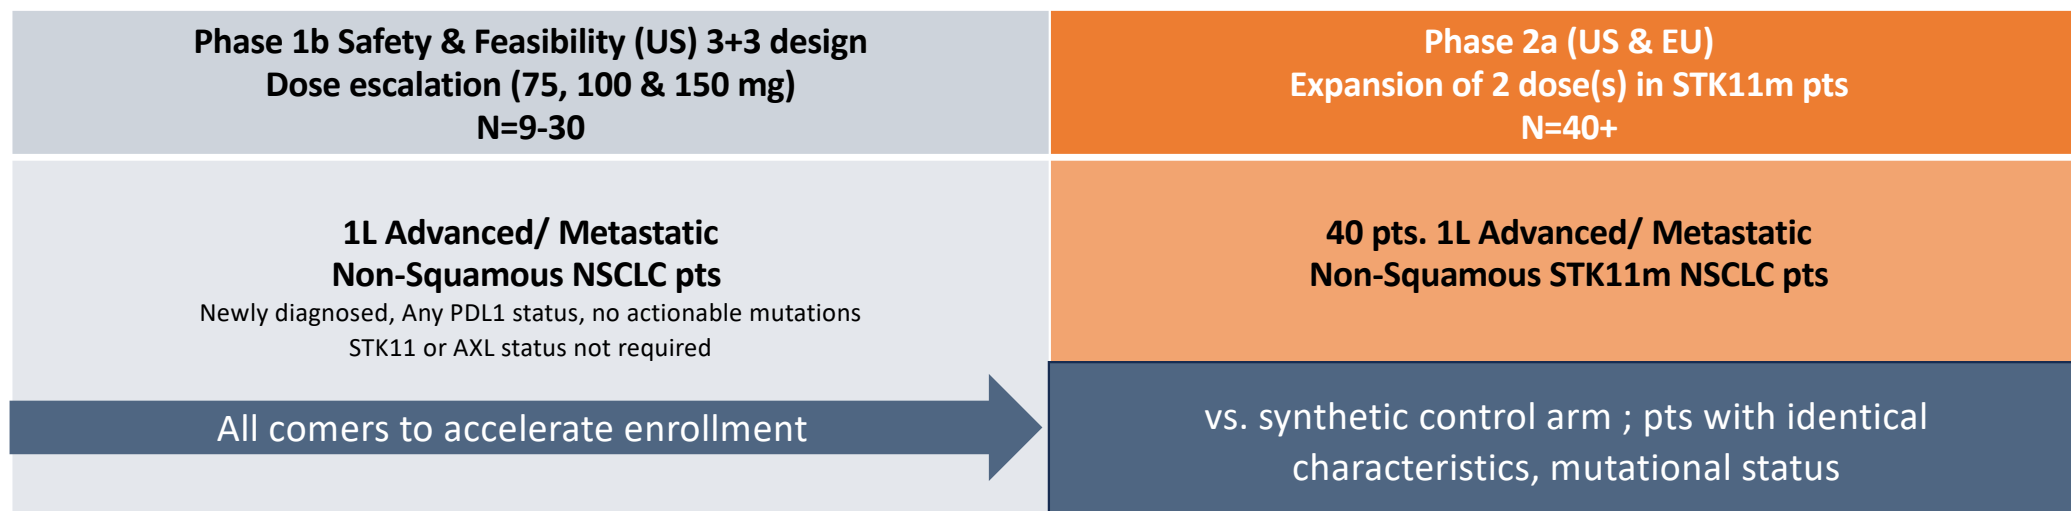 Phase 1b Safety & Feasibility (US) 3+3 design
Dose escalation (75, 100 & 150 mg)
N=9-30
Phase 2a (US & EU)
Expansion of 2 dose(s) in STK11m pts
N=40+
1L Advanced/ Metastatic
Non-Squamous NSCLC pts
Newly diagnosed, Any PDL1 status, no actionable mutations
STK11 or AXL status not required
40 pts. 1L Advanced/ Metastatic
Non-Squamous STK11m NSCLC pts
All comers to accelerate enrollment
vs. synthetic control arm ; pts with identical
characteristics, mutational status